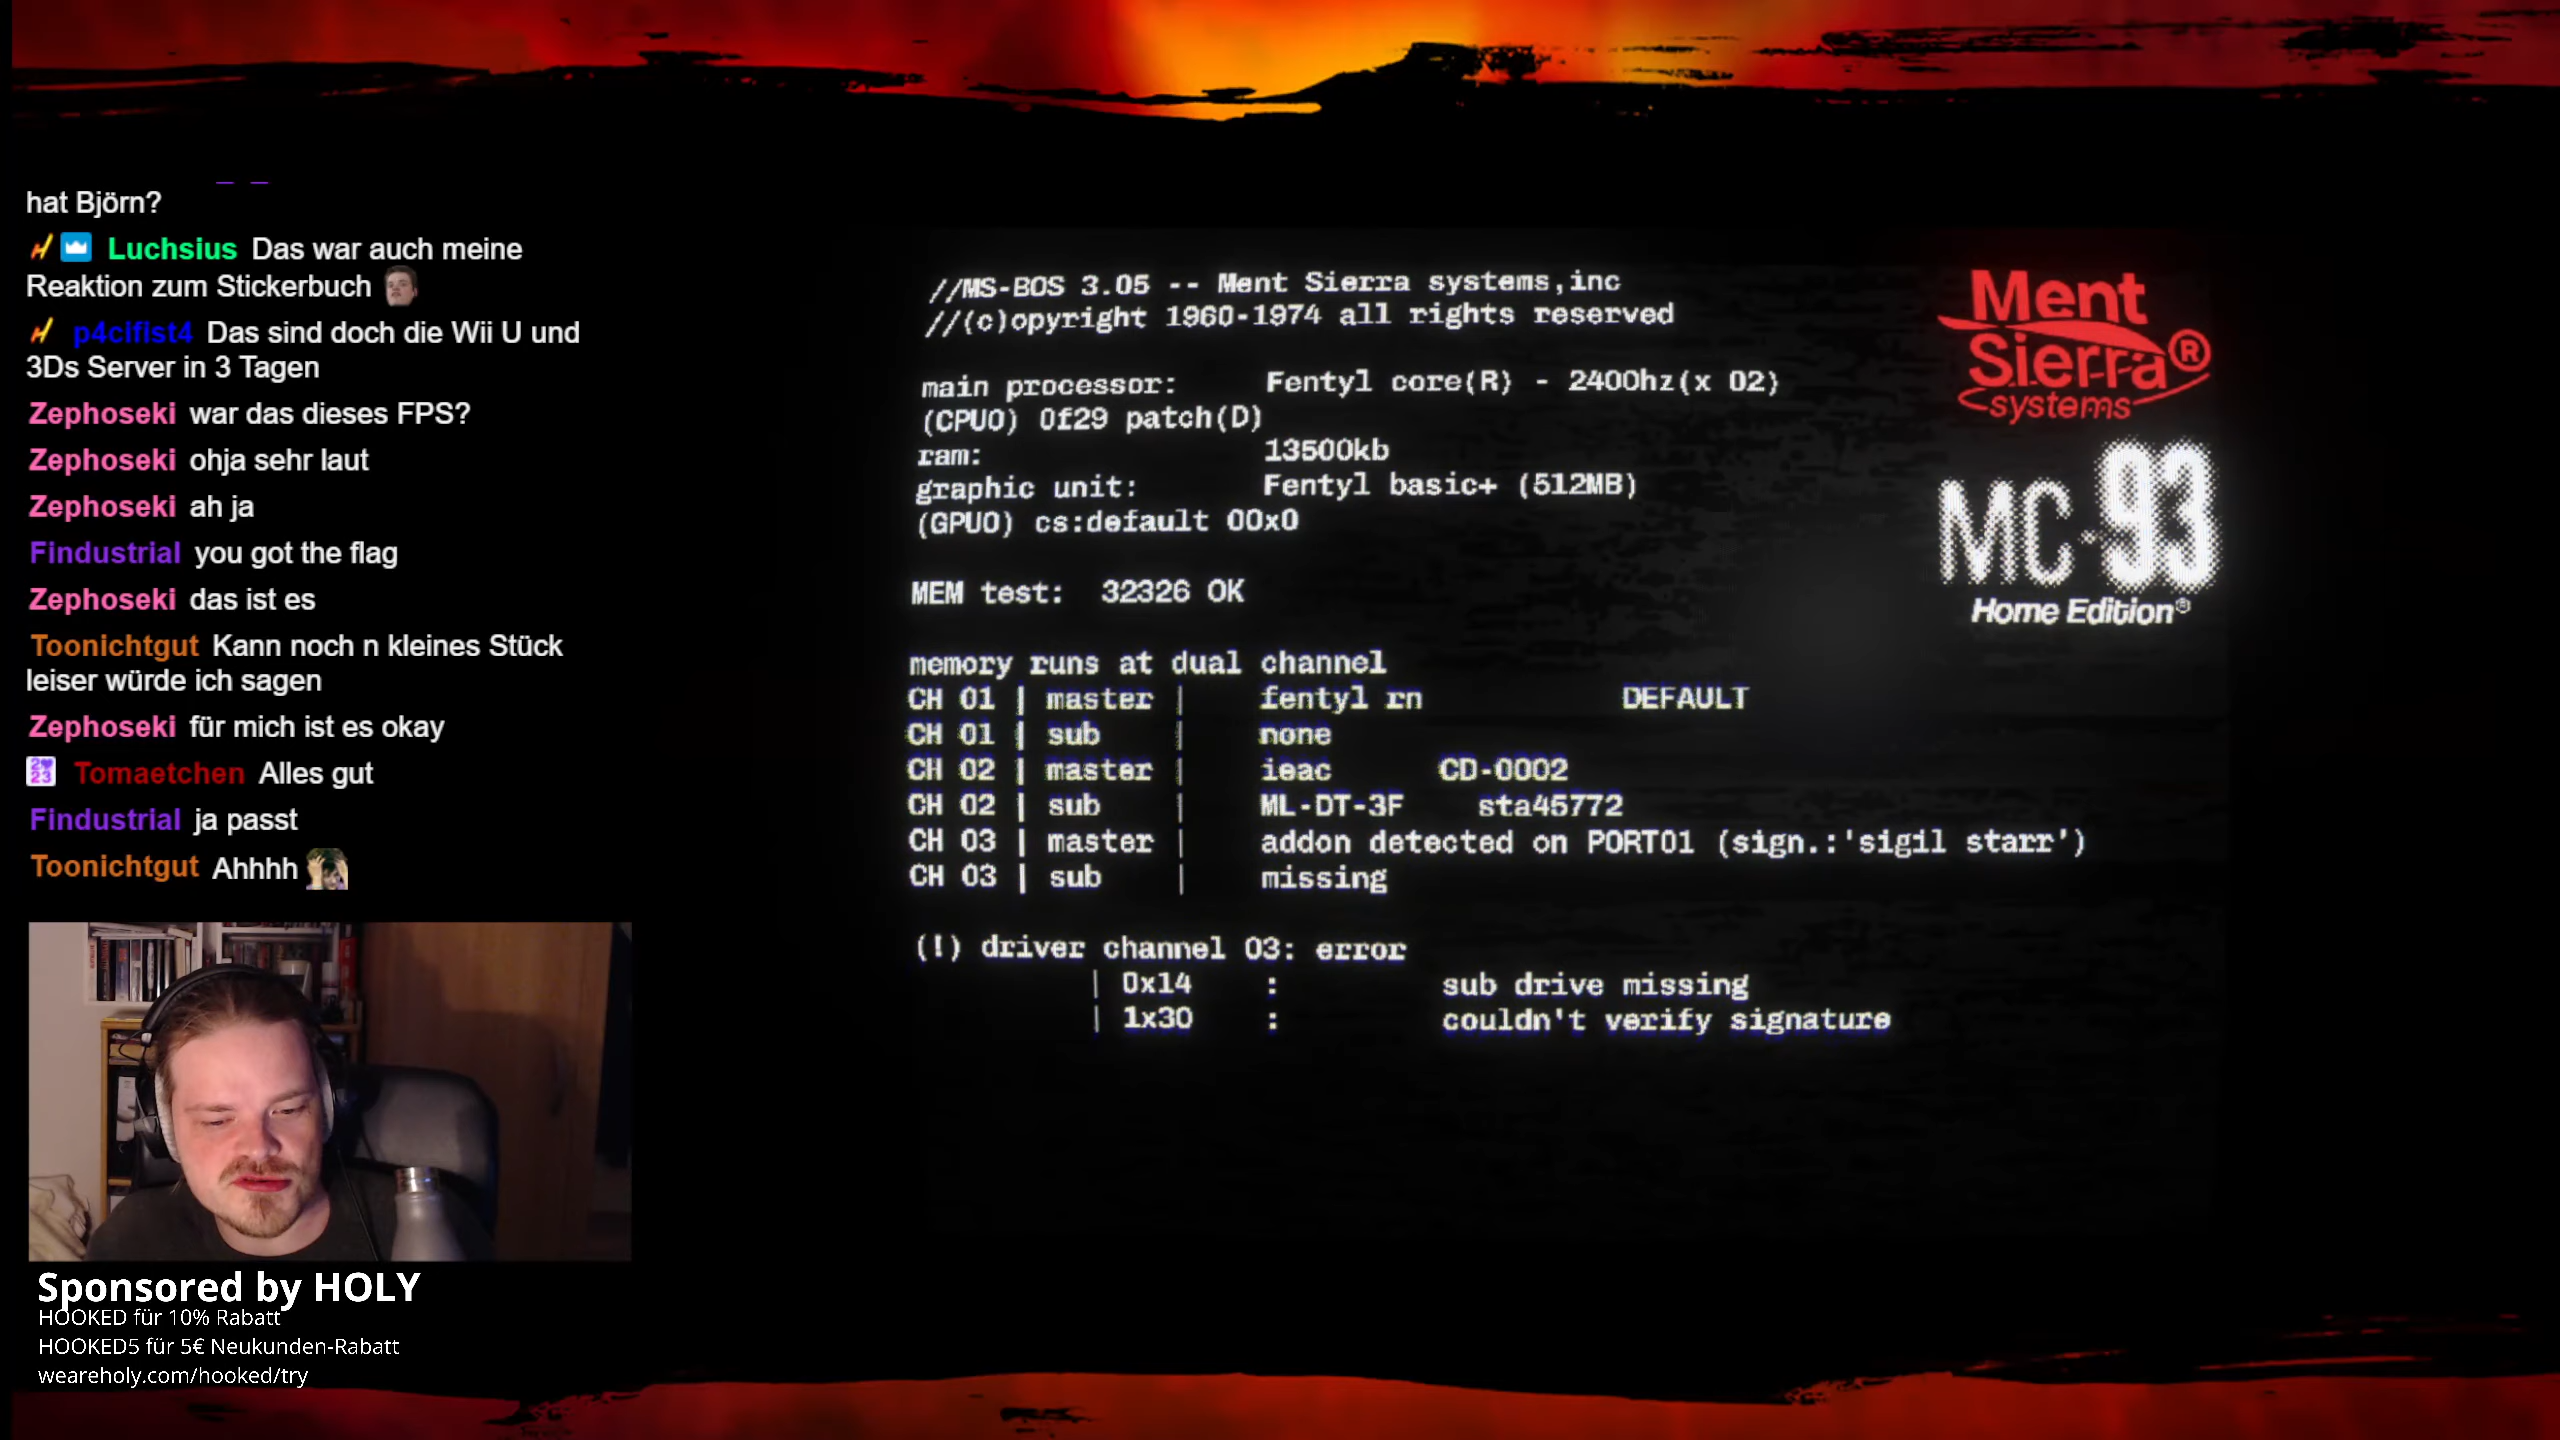 hat Björn?
Luchsius Das war auch meine
Reaktion zum Stickerbuch
p4cifist4 Das sind doch die Wii U und
3Ds Server in 3 Tagen
Zephoseki war das dieses FPS?
Zephoseki ohja sehr laut
Zephoseki ah ja
Findustrial you got the flag
Zephoseki das ist es
Toonichtgut Kann noch n kleines Stück
leiser würde ich sagen
Zephoseki für mich ist es okay
Tomaetchen Alles gut
Findustrial ja passt
Toonichtgut Ahhhh
Sponsored by HOLY
HOOKED für 10% Rabatt
HOOKED5 für 5€ Neukunden-Rabatt
weareholy.com/hooked/try
//MS-BOS 3.05 -- Ment Sierra systems,inc
//(c)opyright 1960-1974 all rights reserved
main processor: Fentyl core(R) - 2400hz(x 02)
(CPU0) 0f29 patch(D)
ram: 13500kb
graphic unit: Fentyl basic+ (512MB)
(GPU0) cs:default 00x0
MEM test: 32326 OK
memory runs at dual channel
CH 01 | master | fentyl rn DEFAULT
CH 01 | sub | none
CH 02 | master | ieac CD-0002
CH 02 | sub | ML-DT-3F sta45772
CH 03 | master | addon detected on PORT01 (sign.:'sigil starr')
CH 03 | sub | missing
(!) driver channel 03: error
| 0x14 : sub drive missing
| 1x30 : couldn't verify signature
Ment
Sierra®
systems
MC-93
Home Edition®